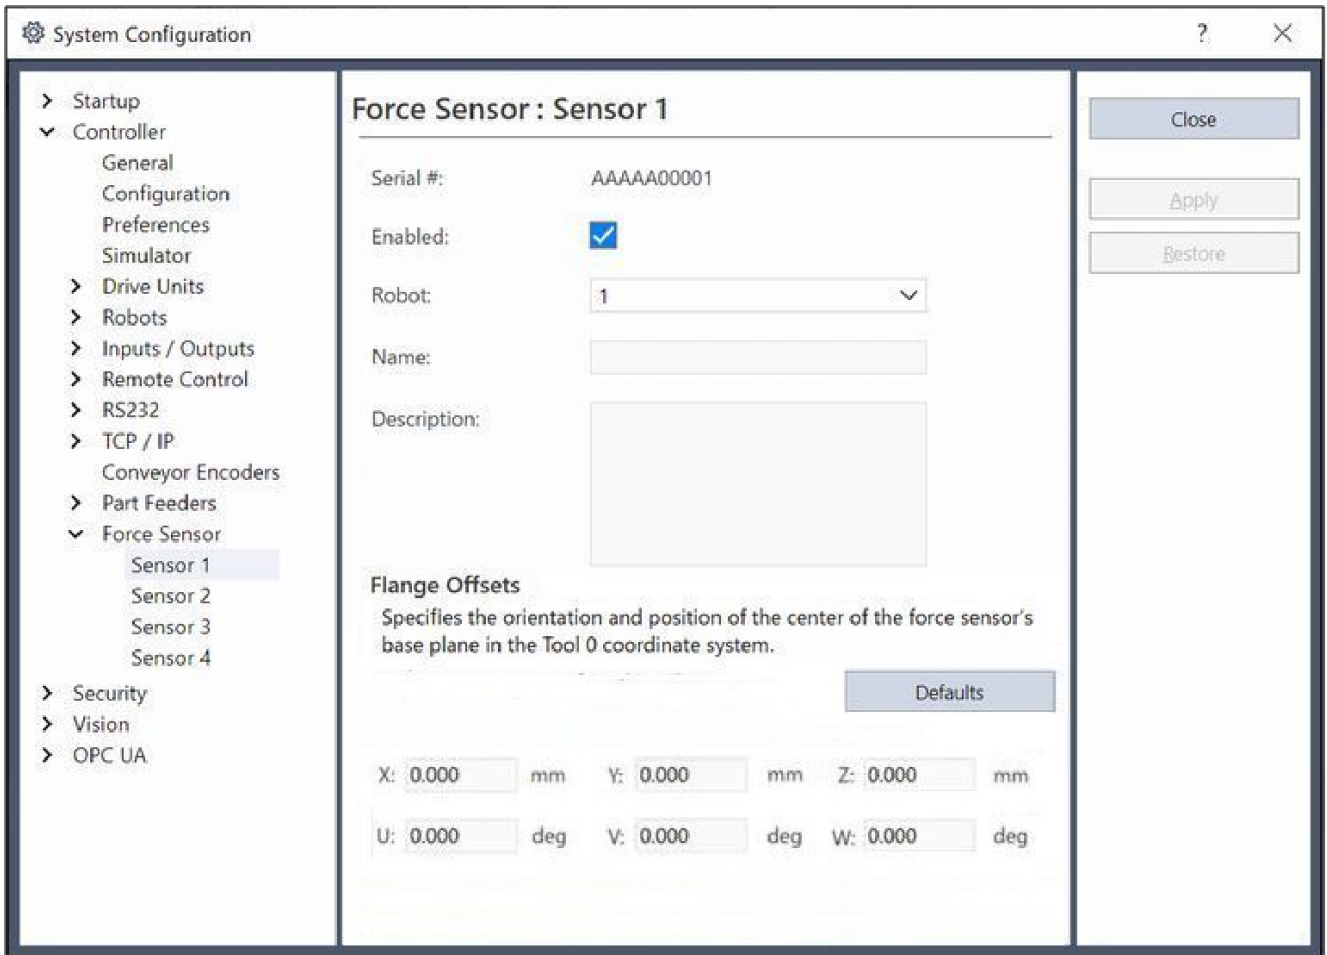 System Configuration
?
Startup
Controller
General
Configuration
Preferences
Simulator
Drive Units
Robots
Inputs / Outputs
Remote Control
RS232
TCP / IP
Conveyor Encoders
Part Feeders
Force Sensor
Sensor 1
Sensor 2
Sensor 3
Sensor 4
Security
Vision
OPC UA
Force Sensor : Sensor 1
Serial #: AAAAA00001
Enabled:
Robot: 1
Name:
Description:
Flange Offsets
Specifies the orientation and position of the center of the force sensor's
base plane in the Tool 0 coordinate system.
Defaults
X: 0.000 mm Y: 0.000 mm Z: 0.000 mm
U: 0.000 deg V: 0.000 deg W: 0.000 deg
Close
Apply
Restore